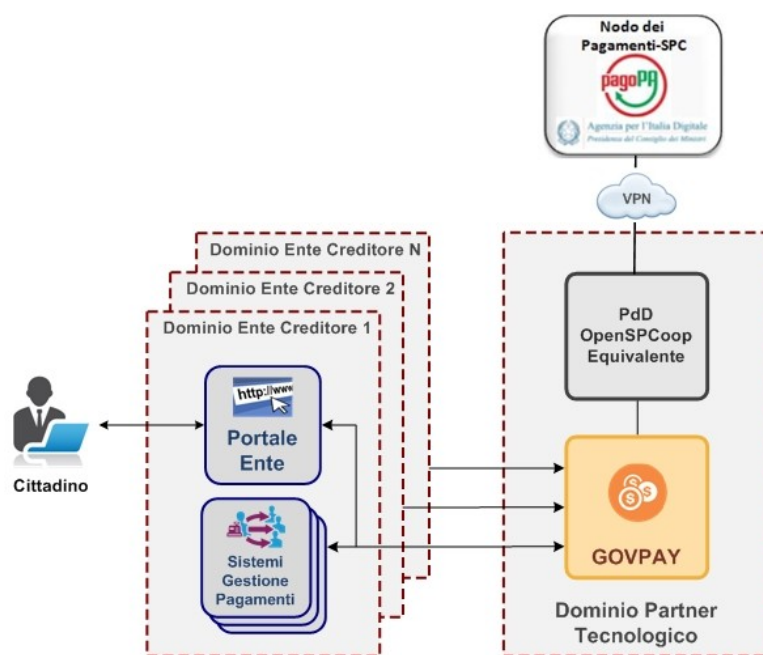 Nodo dei
Pagamenti-SPC
pagoPA
Agenzia per l'Italia Digitale
Presidenza del Consiglio dei Ministri
VPN
Dominio Ente Creditore N
Dominio Ente Creditore 2
Dominio Ente Creditore 1
PdD
OpenSPCoop
Equivalente
http://www
Portale
Ente
Cittadino
Sistemi
Gestione
Pagamenti
GOVPAY
Dominio Partner
Tecnologico